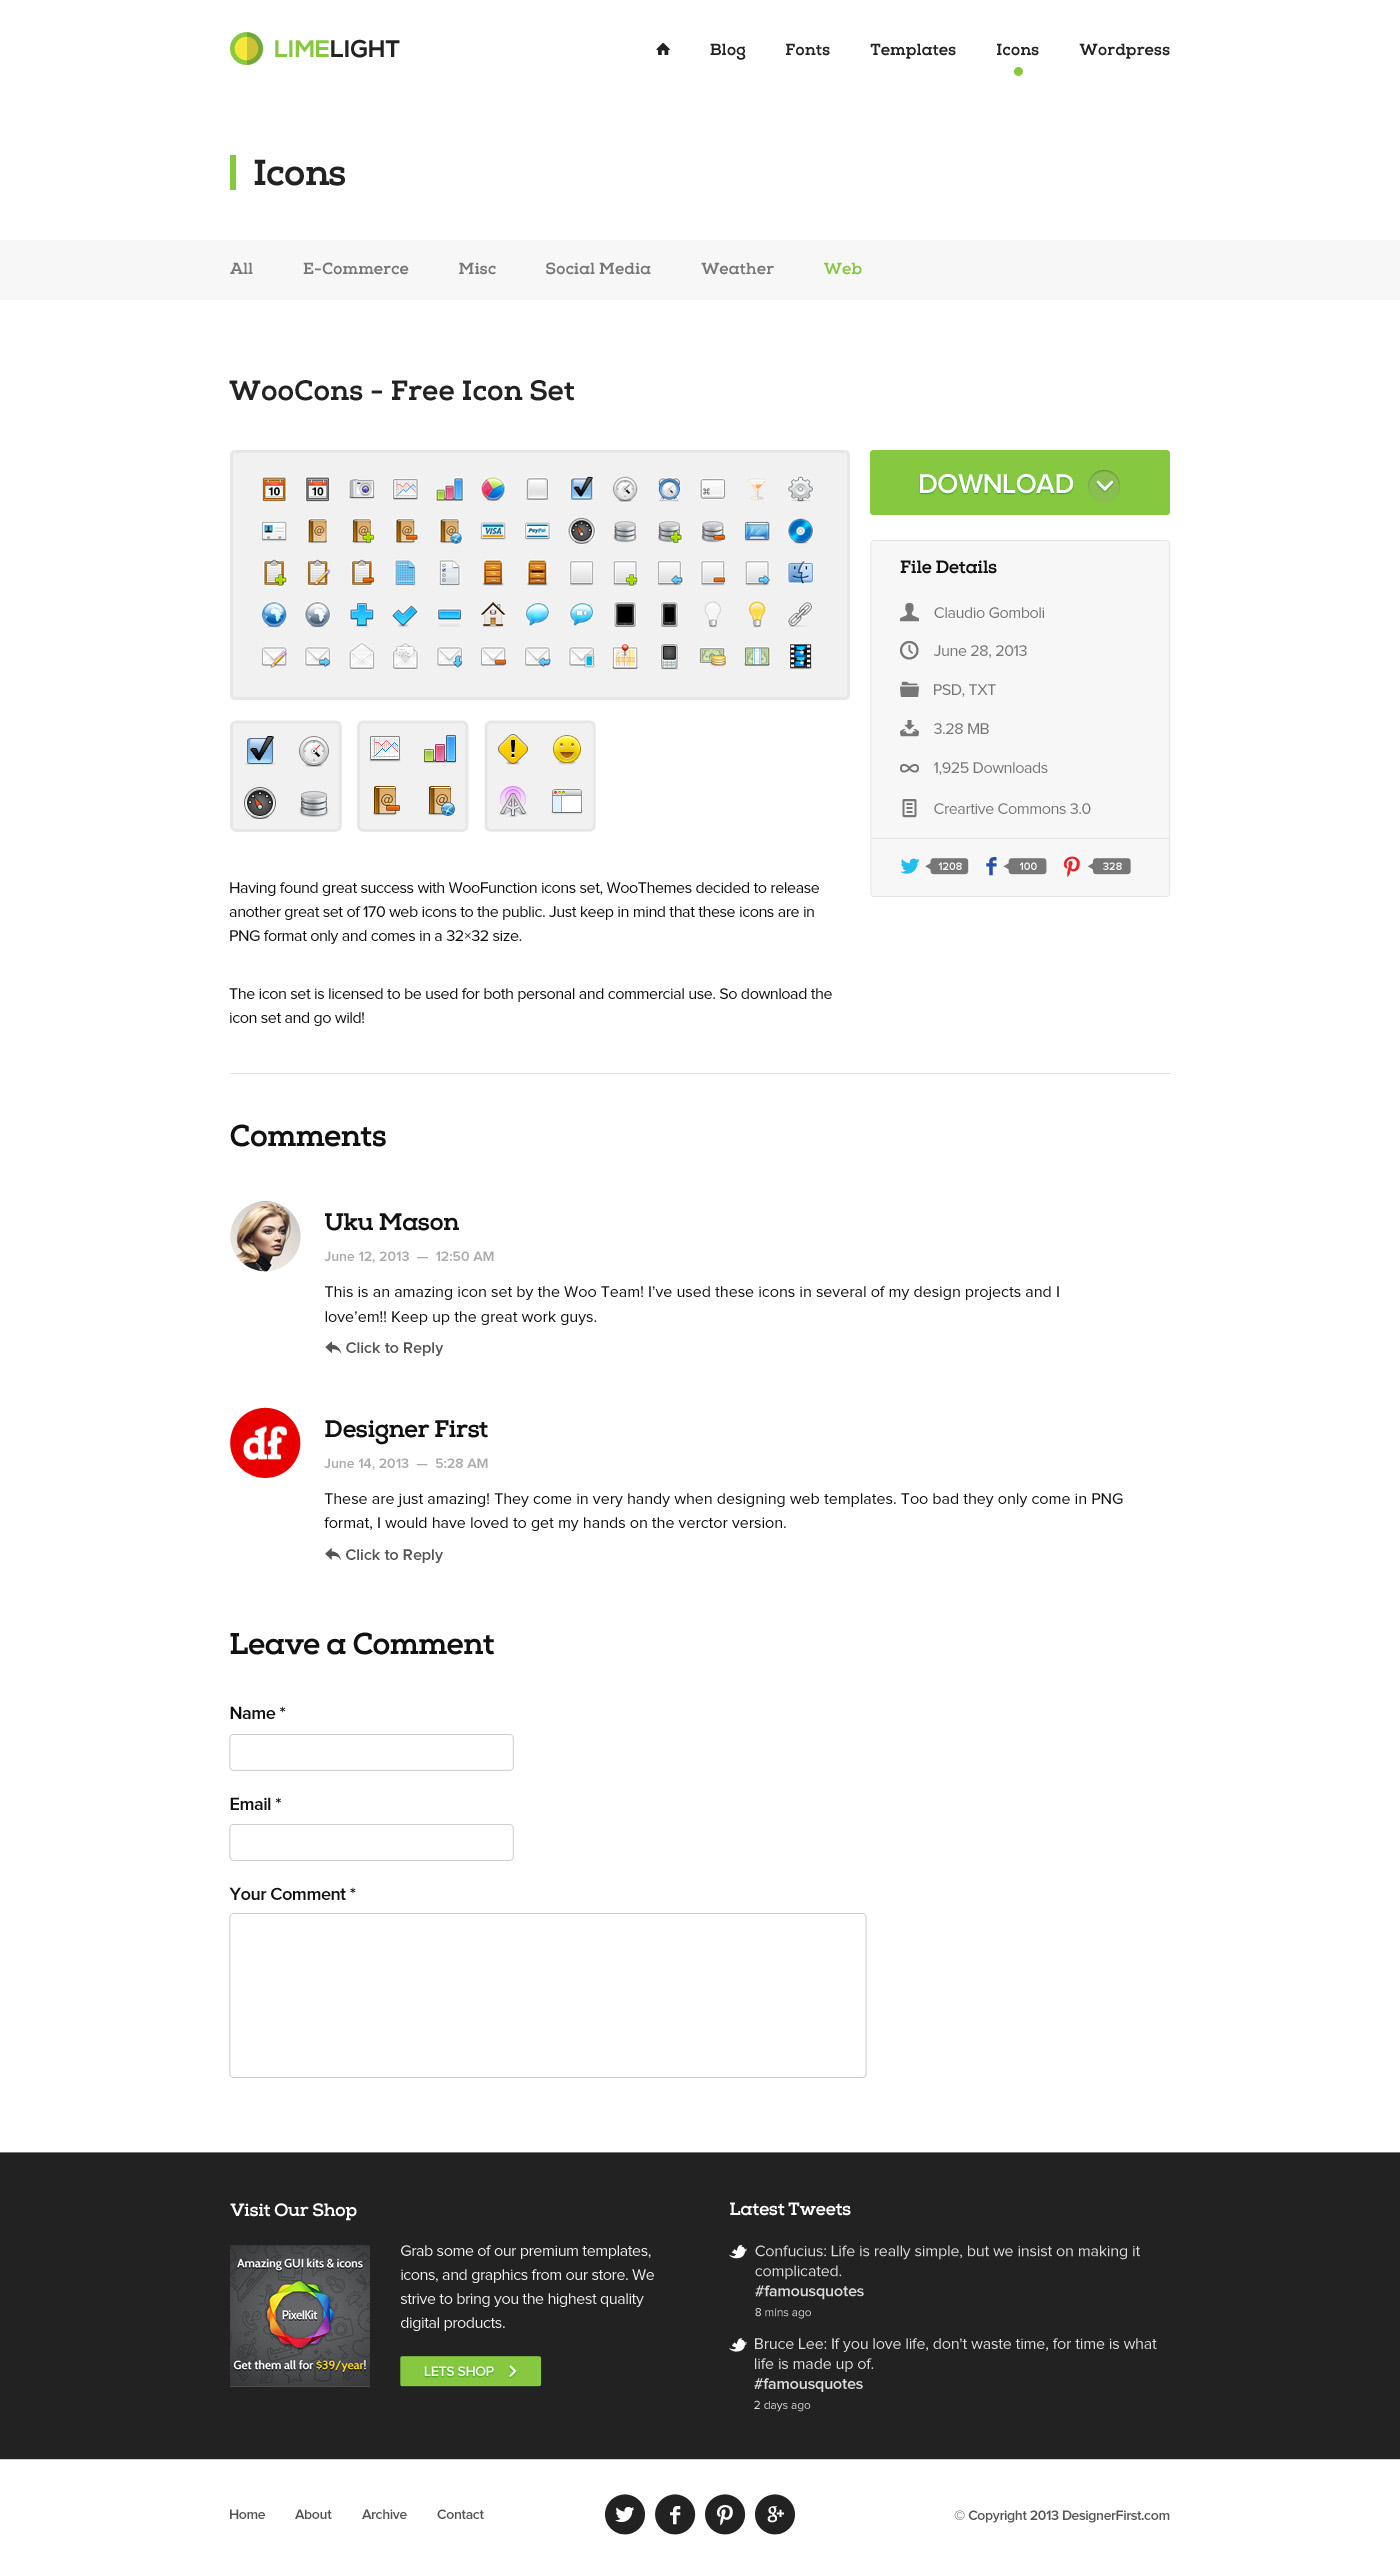 LIMELIGHT
Blog Fonts Templates Icons Wordpress
Icons
All E-Commerce Misc Social Media Weather Web
WooCons - Free Icon Set
10 10
@ @ @ @ VISA PayPal
DOWNLOAD
File Details
Claudio Gomboli
June 28, 2013
PSD, TXT
3.28 MB
1,925 Downloads
Creartive Commons 3.0
1208 100 328
Having found great success with WooFunction icons set, WooThemes decided to release
another great set of 170 web icons to the public. Just keep in mind that these icons are in
PNG format only and comes in a 32×32 size.
The icon set is licensed to be used for both personal and commercial use. So download the
icon set and go wild!
Comments
Uku Mason
June 12, 2013 — 12:50 AM
This is an amazing icon set by the Woo Team! I’ve used these icons in several of my design projects and I
love’em!! Keep up the great work guys.
Click to Reply
df
Designer First
June 14, 2013 — 5:28 AM
These are just amazing! They come in very handy when designing web templates. Too bad they only come in PNG
format, I would have loved to get my hands on the verctor version.
Click to Reply
Leave a Comment
Name *
Email *
Your Comment *
Visit Our Shop
Amazing GUI kits & icons
PixelKit
Get them all for $39/year!
Grab some of our premium templates,
icons, and graphics from our store. We
strive to bring you the highest quality
digital products.
LETS SHOP
Latest Tweets
Confucius: Life is really simple, but we insist on making it
complicated.
#famousquotes
8 mins ago
Bruce Lee: If you love life, don't waste time, for time is what
life is made up of.
#famousquotes
2 days ago
Home About Archive Contact
© Copyright 2013 DesignerFirst.com